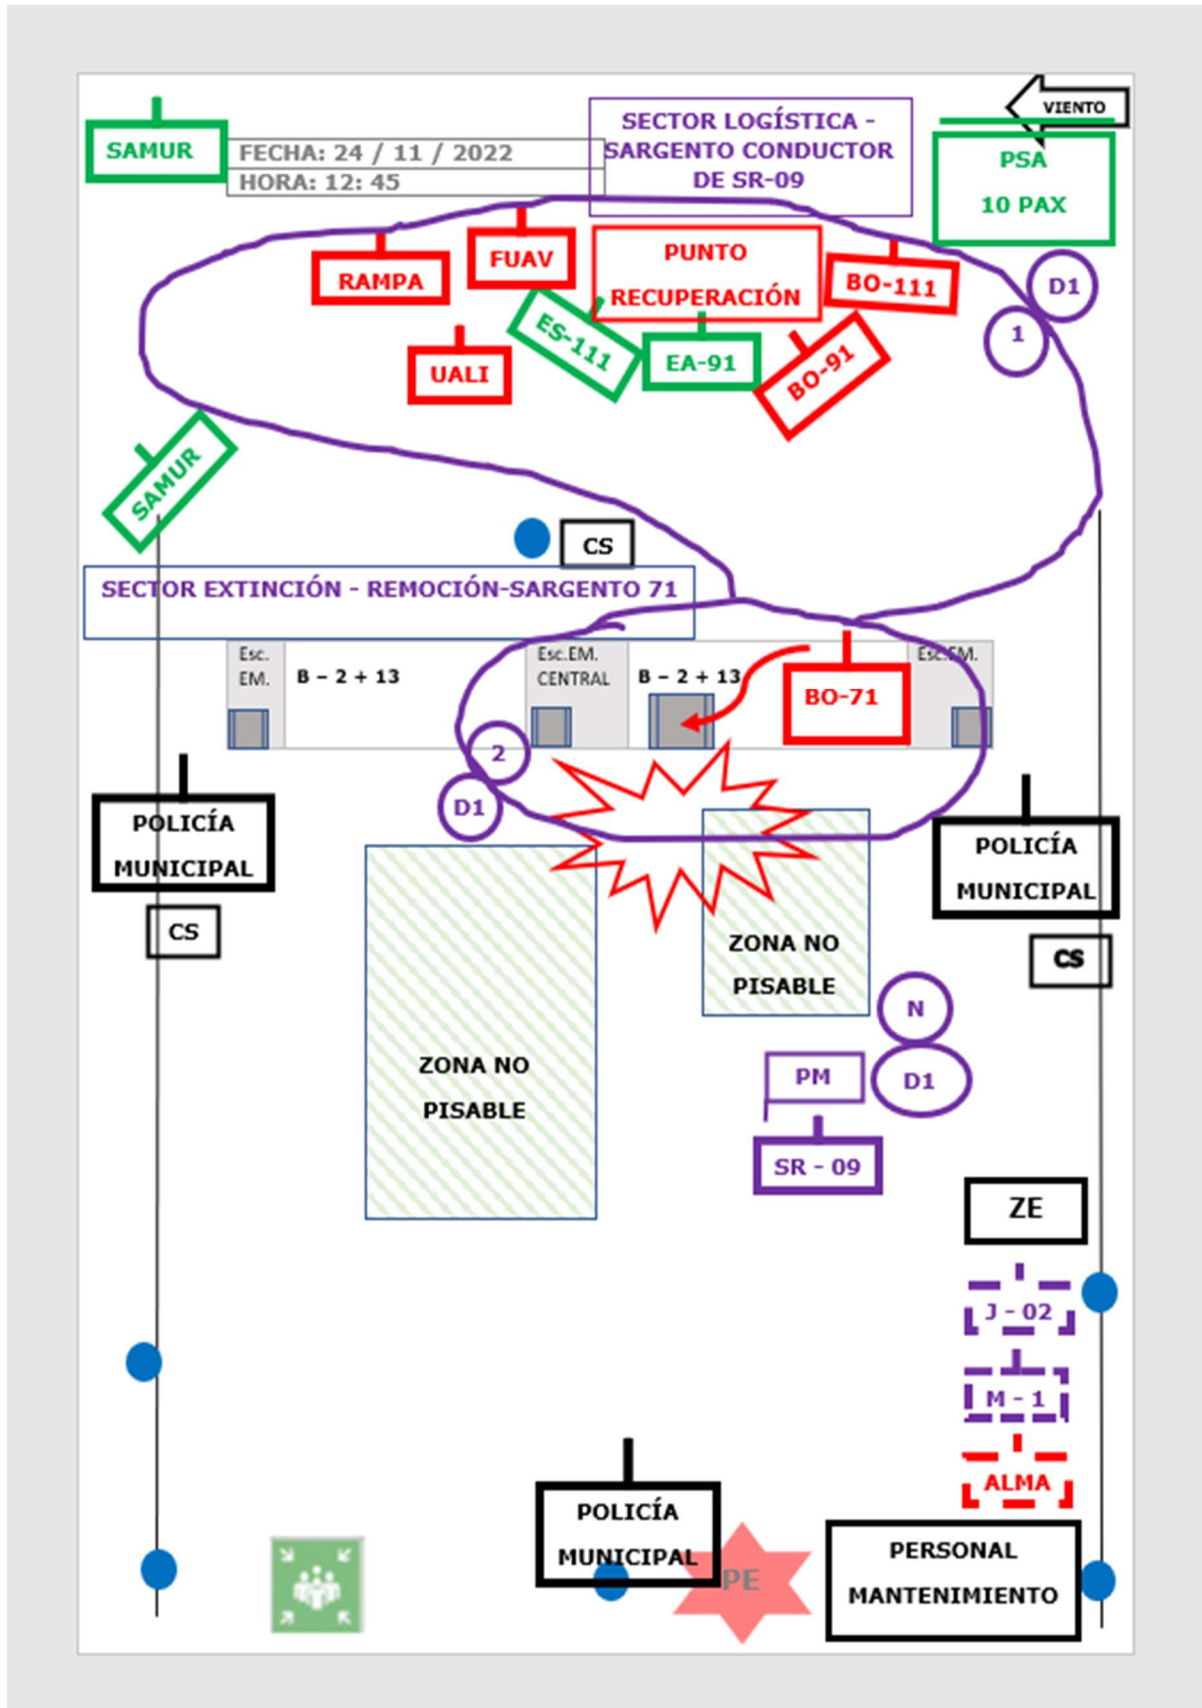 VIENTO
SAMUR
FECHA: 24 / 11 / 2022
HORA: 12: 45
SECTOR LOGÍSTICA -
SARGENTO CONDUCTOR
DE SR-09
PSA
10 PAX
RAMPA
FUAV
PUNTO
RECUPERACIÓN
BO-111
D1
1
UALI
ES-111
EA-91
BO-91
SAMUR
CS
SECTOR EXTINCIÓN - REMOCIÓN-SARGENTO 71
Esc.
EM.
B – 2 + 13
Esc.EM.
CENTRAL
B – 2 + 13
BO-71
Esc.EM.
2
D1
POLICÍA
MUNICIPAL
CS
POLICÍA
MUNICIPAL
CS
ZONA NO
PISABLE
ZONA NO
PISABLE
N
D1
PM
SR - 09
ZE
J - 02
M - 1
ALMA
POLICÍA
MUNICIPAL
PE
PERSONAL
MANTENIMIENTO